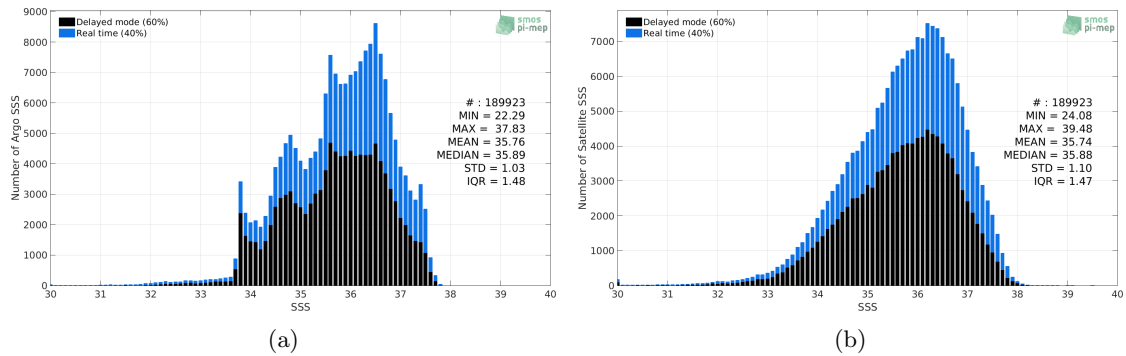 Delayed mode (60%)
Real time (40%)
smos
pi-mep
9000
8000
7000
6000
5000
4000
3000
2000
1000
0
Number of Argo SSS
# : 189923
MIN = 22.29
MAX = 37.83
MEAN = 35.76
MEDIAN = 35.89
STD = 1.03
IQR = 1.48
30 31 32 33 34 35 36 37 38 39 40
SSS
(a)
Delayed mode (60%)
Real time (40%)
smos
pi-mep
7000
6000
5000
4000
3000
2000
1000
0
Number of Satellite SSS
# : 189923
MIN = 24.08
MAX = 39.48
MEAN = 35.74
MEDIAN = 35.88
STD = 1.10
IQR = 1.47
30 31 32 33 34 35 36 37 38 39 40
SSS
(b)